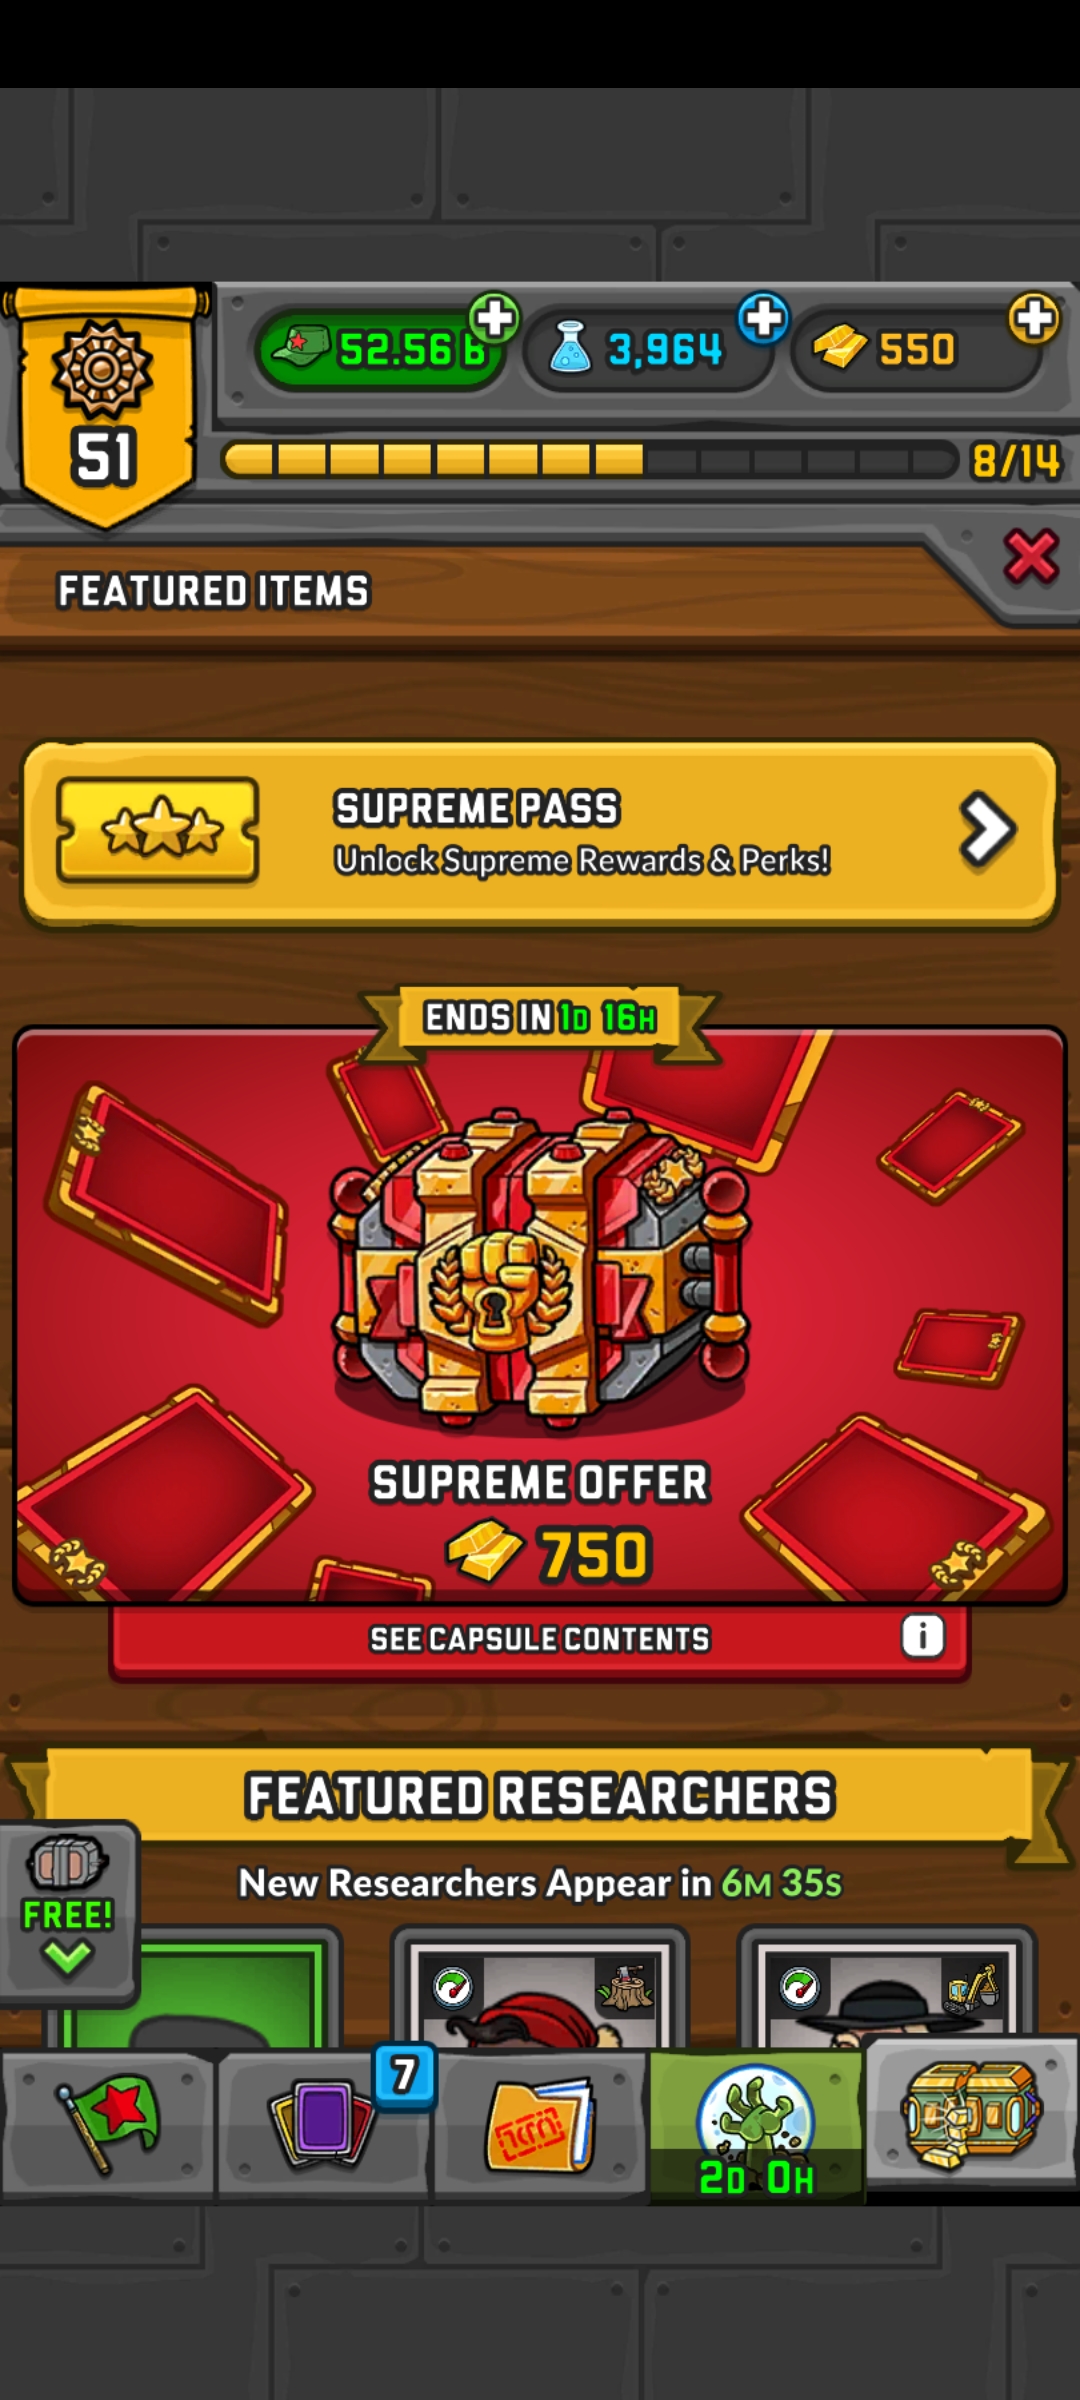 52.56 B
3,964
550
51
8/14
FEATURED ITEMS
SUPREME PASS
Unlock Supreme Rewards & Perks!
ENDS IN 1D 16H
SUPREME OFFER
750
SEE CAPSULE CONTENTS
i
FEATURED RESEARCHERS
New Researchers Appear in 6M 35S
FREE!
7
2D 0H